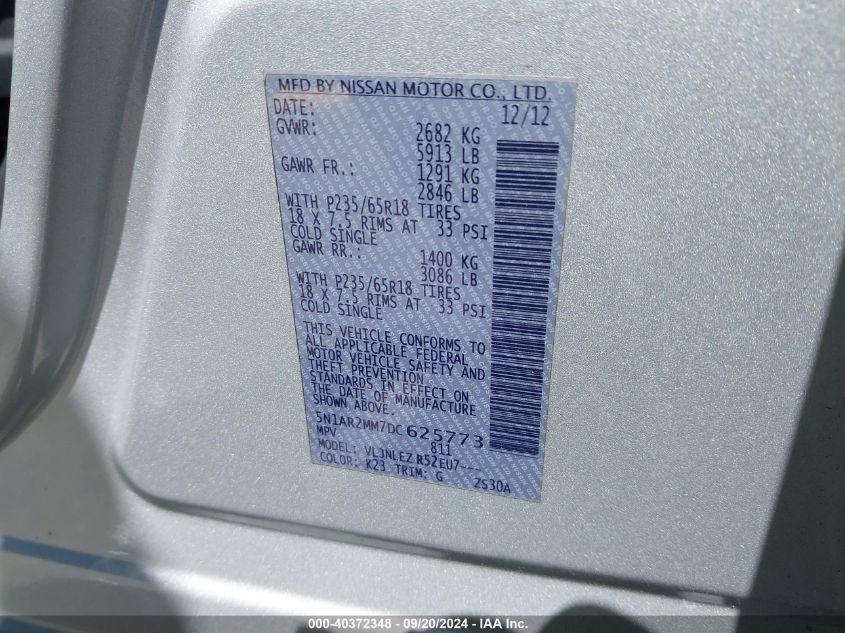 MFD BY NISSAN MOTOR CO., LTD.
DATE: 12/12
GVWR: 2682 KG
5913 LB
GAWR FR.: 1291 KG
2846 LB
WITH P235/65R18 TIRES
18 X 7.5 RIMS AT 33 PSI
COLD SINGLE
GAWR RR.: 1400 KG
3086 LB
WITH P235/65R18 TIRES
18 X 7.5 RIMS AT 33 PSI
COLD SINGLE
THIS VEHICLE CONFORMS TO
ALL APPLICABLE FEDERAL
MOTOR VEHICLE SAFETY AND
THEFT PREVENTION
STANDARDS IN EFFECT ON
THE DATE OF MANUFACTURE
SHOWN ABOVE.
5N1AR2MM7DC625773
MPV 811
MODEL: VLJNLEZ R52EU7---
COLOR: K23 TRIM: G ZS30A
000-40372348 - 09/20/2024 - IAA Inc.